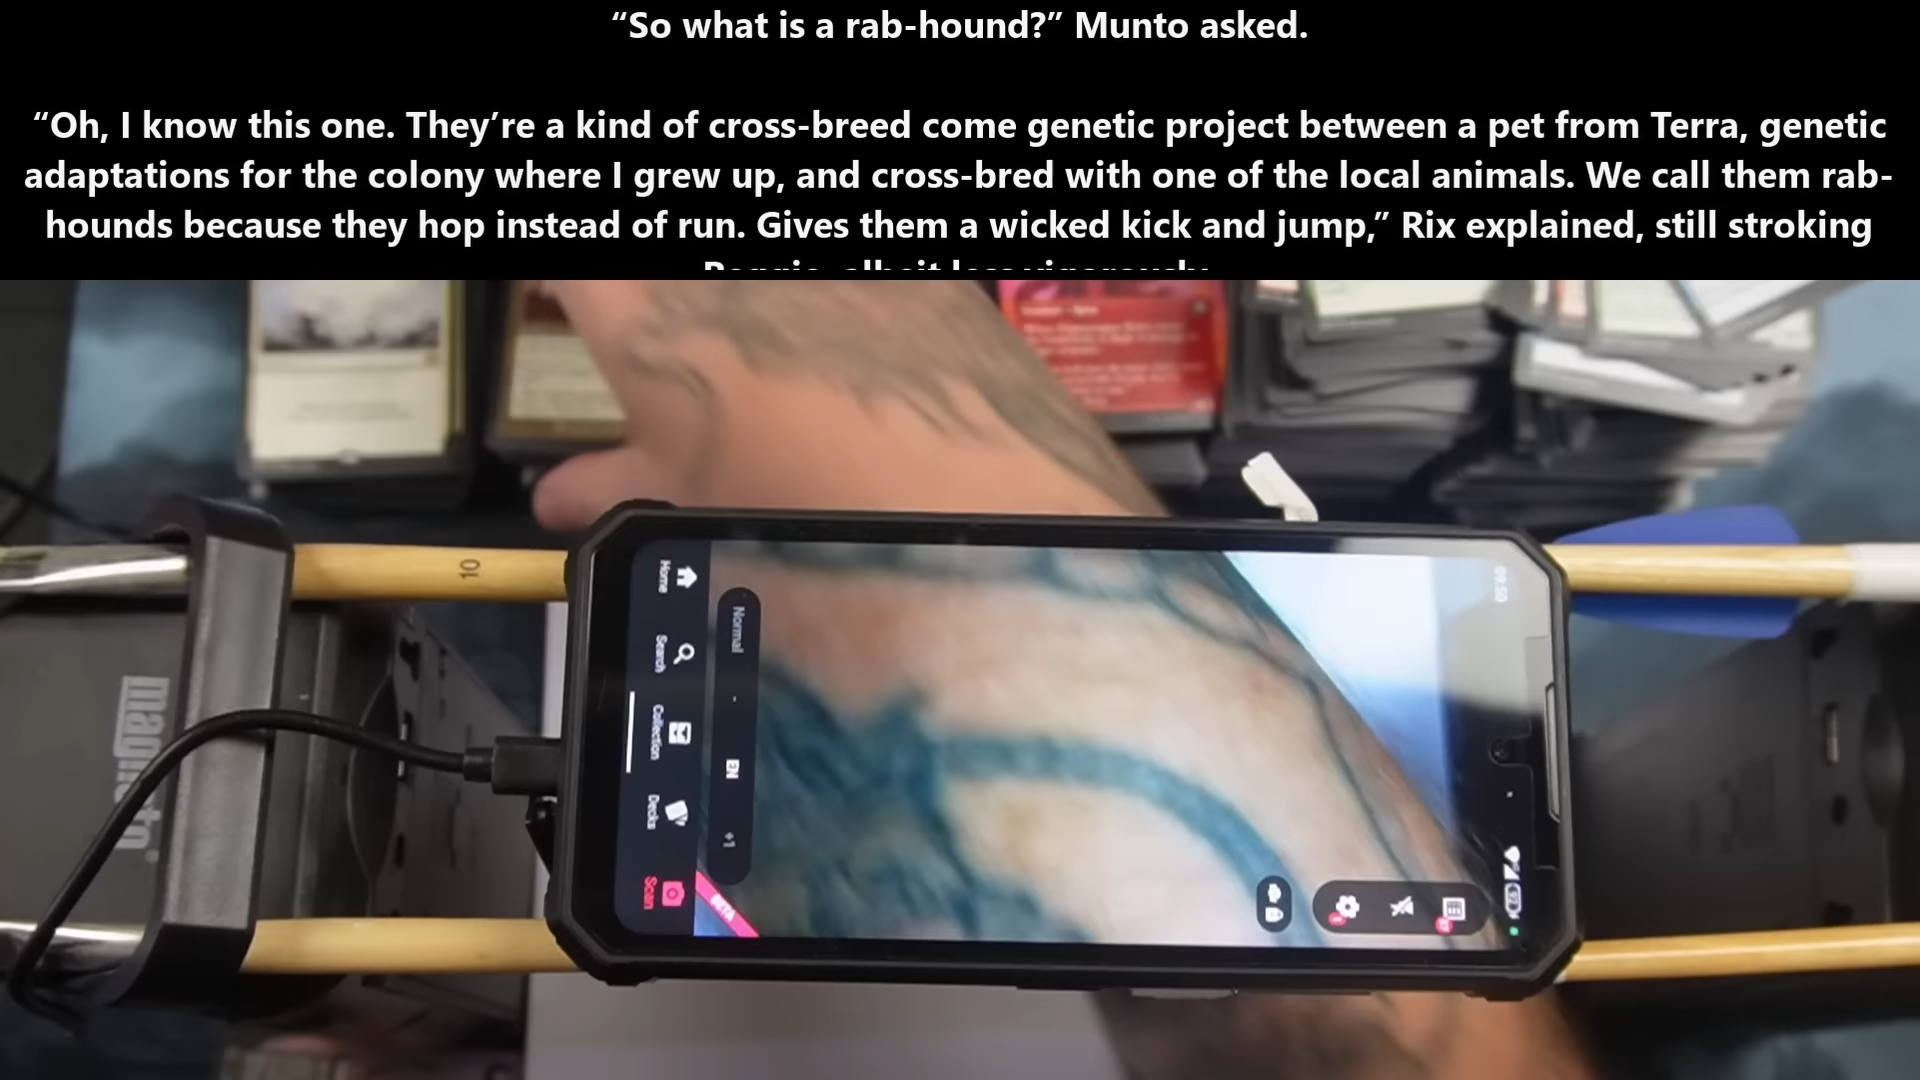 “So what is a rab-hound?” Munto asked.
“Oh, I know this one. They’re a kind of cross-breed come genetic project between a pet from Terra, genetic
adaptations for the colony where I grew up, and cross-bred with one of the local animals. We call them rab-
hounds because they hop instead of run. Gives them a wicked kick and jump,” Rix explained, still stroking
10
09:50
Home
Search
Collection
Decks
Scan
Normal
-
EN
+1
BETA